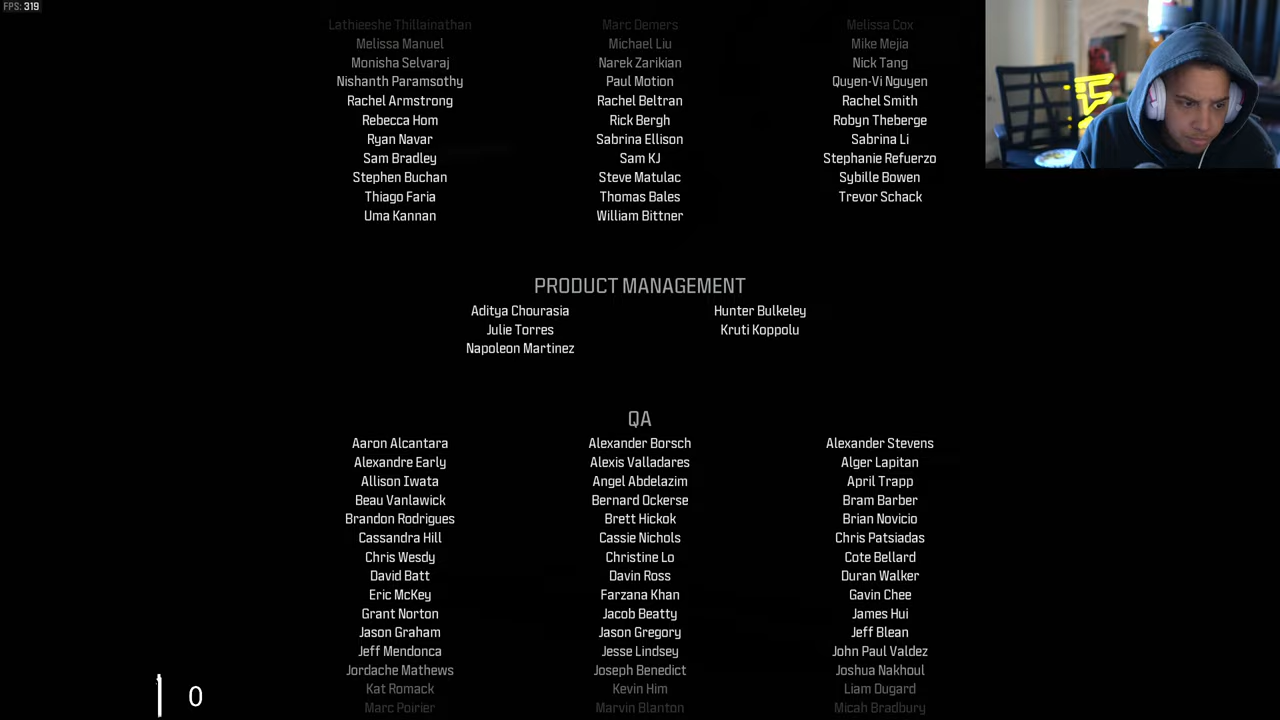 FPS: 319
Lathieeshe Thillainathan Marc Demers Melissa Cox
Melissa Manuel Michael Liu Mike Mejia
Monisha Selvaraj Narek Zarikian Nick Tang
Nishanth Paramsothy Paul Motion Quyen-Vi Nguyen
Rachel Armstrong Rachel Beltran Rachel Smith
Rebecca Hom Rick Bergh Robyn Theberge
Ryan Navar Sabrina Ellison Sabrina Li
Sam Bradley Sam KJ Stephanie Refuerzo
Stephen Buchan Steve Matulac Sybille Bowen
Thiago Faria Thomas Bales Trevor Schack
Uma Kannan William Bittner
PRODUCT MANAGEMENT
Aditya Chourasia Hunter Bulkeley
Julie Torres Kruti Koppolu
Napoleon Martinez
QA
Aaron Alcantara Alexander Borsch Alexander Stevens
Alexandre Early Alexis Valladares Alger Lapitan
Allison Iwata Angel Abdelazim April Trapp
Beau Vanlawick Bernard Ockerse Bram Barber
Brandon Rodrigues Brett Hickok Brian Novicio
Cassandra Hill Cassie Nichols Chris Patsiadas
Chris Wesdy Christine Lo Cote Bellard
David Batt Davin Ross Duran Walker
Eric McKey Farzana Khan Gavin Chee
Grant Norton Jacob Beatty James Hui
Jason Graham Jason Gregory Jeff Blean
Jeff Mendonca Jesse Lindsey John Paul Valdez
Jordache Mathews Joseph Benedict Joshua Nakhoul
Kat Romack Kevin Him Liam Dugard
Marc Poirier Marvin Blanton Micah Bradbury
0